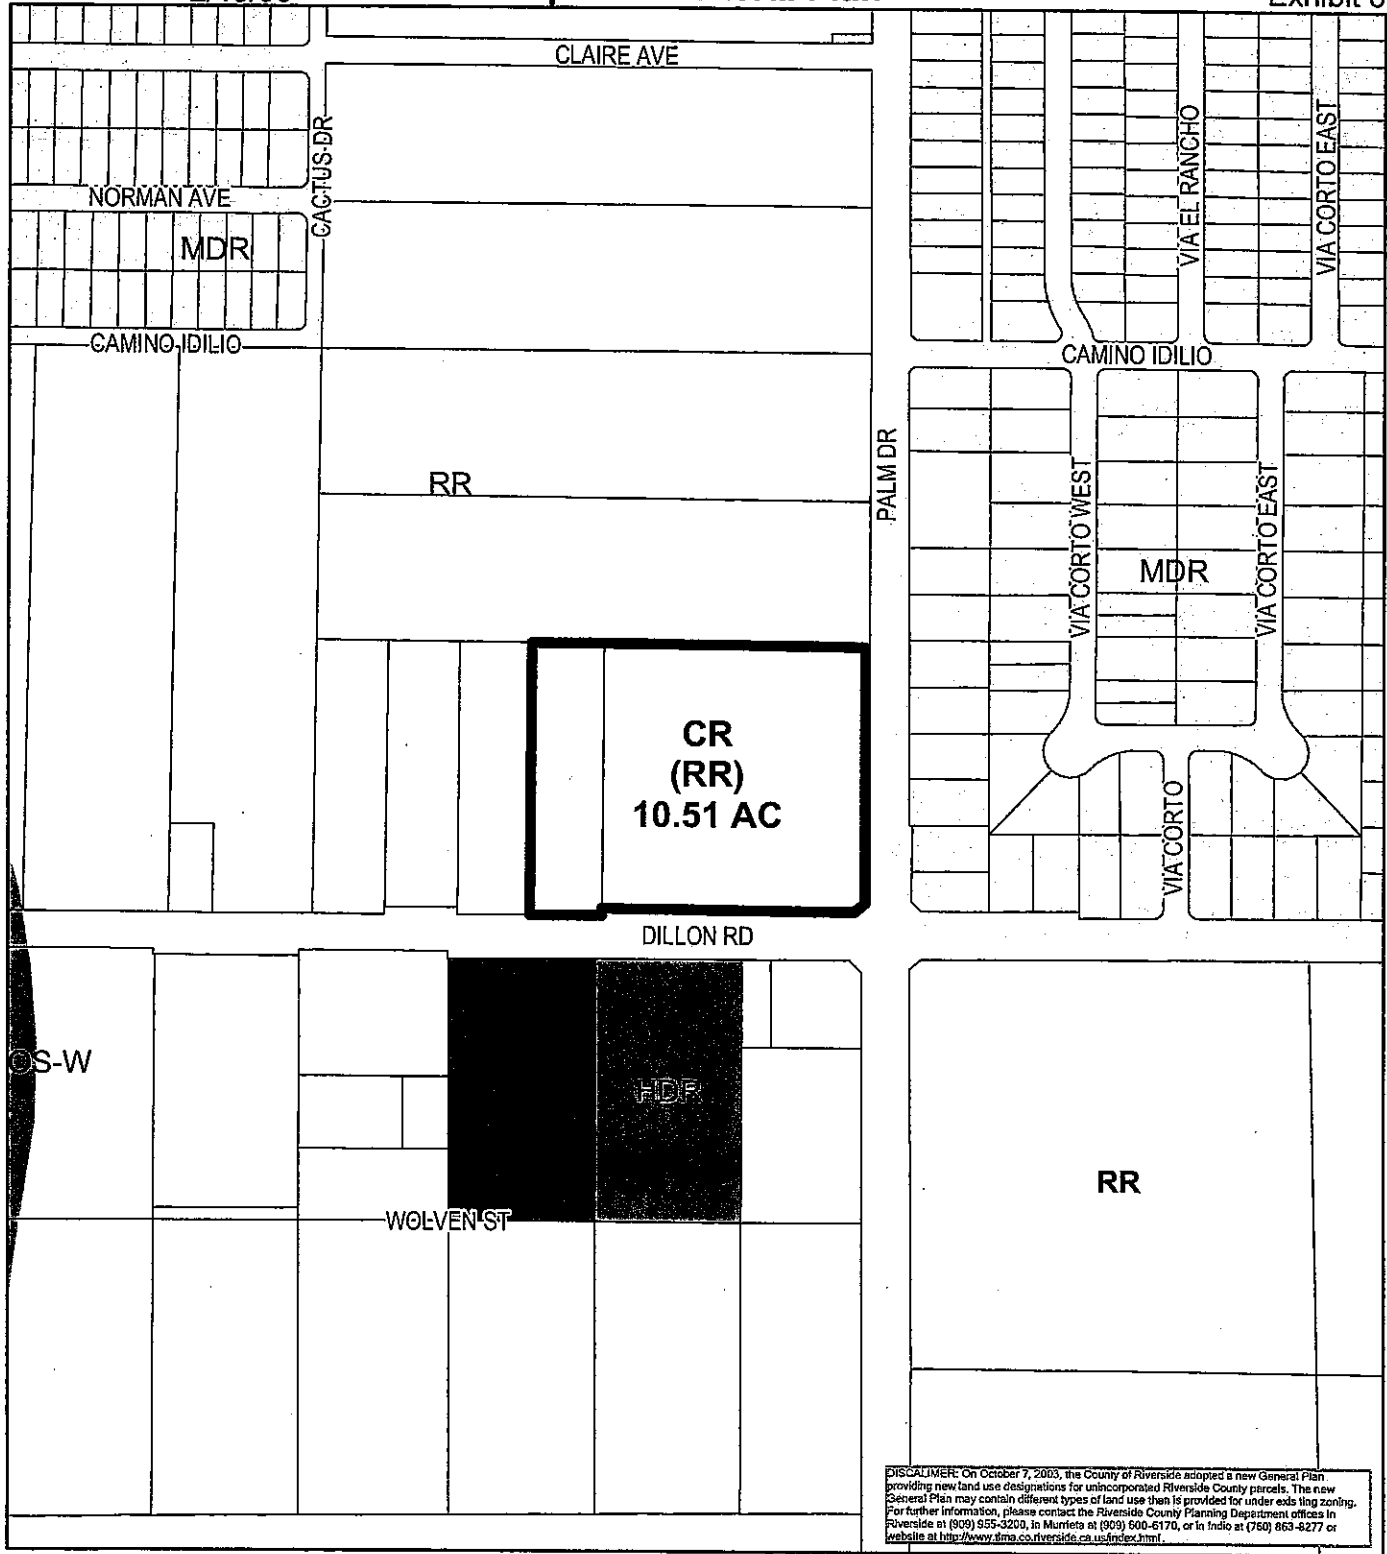 CLAIRE AVE
CACTUS DR
NORMAN AVE
MDR
VIA EL RANCHO
VIA CORTO EAST
CAMINO IDILIO
CAMINO IDILIO
PALM DR
RR
VIA CORTO WEST
VIA CORTO EAST
MDR
CR
(RR)
10.51 AC
VIA CORTO
DILLON RD
OS-W
HDR
RR
WOLVEN ST
DISCALIMER: On October 7, 2003, the County of Riverside adopted a new General Plan
providing new land use designations for unincorporated Riverside County parcels. The new
General Plan may contain different types of land use than is provided for under existing zoning.
For further information, please contact the Riverside County Planning Department offices in
Riverside at (909) 955-3200, in Murrieta at (909) 600-6170, or in Indio at (760) 863-8277 or
website at http://www.tlma.co.riverside.ca.us/index.html.